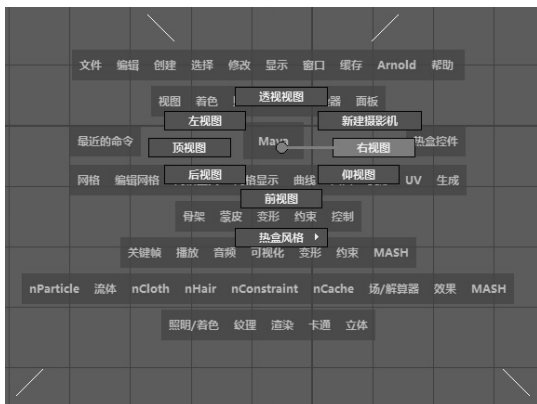 文件 编辑 创建 选择 修改 显示 窗口 缓存 Arnold 帮助
视图 着色 透视视图 器 面板
左视图 新建摄影机
最近的命令 顶视图 Maya 右视图 热盒控件
网格 编辑网格 后视图 格显示 曲线 仰视图 UV 生成
前视图
骨架 蒙皮 变形 约束 控制
热盒风格
关键帧 播放 音频 可视化 变形 约束 MASH
nParticle 流体 nCloth nHair nConstraint nCache 场/解算器 效果 MASH
照明/着色 纹理 渲染 卡通 立体